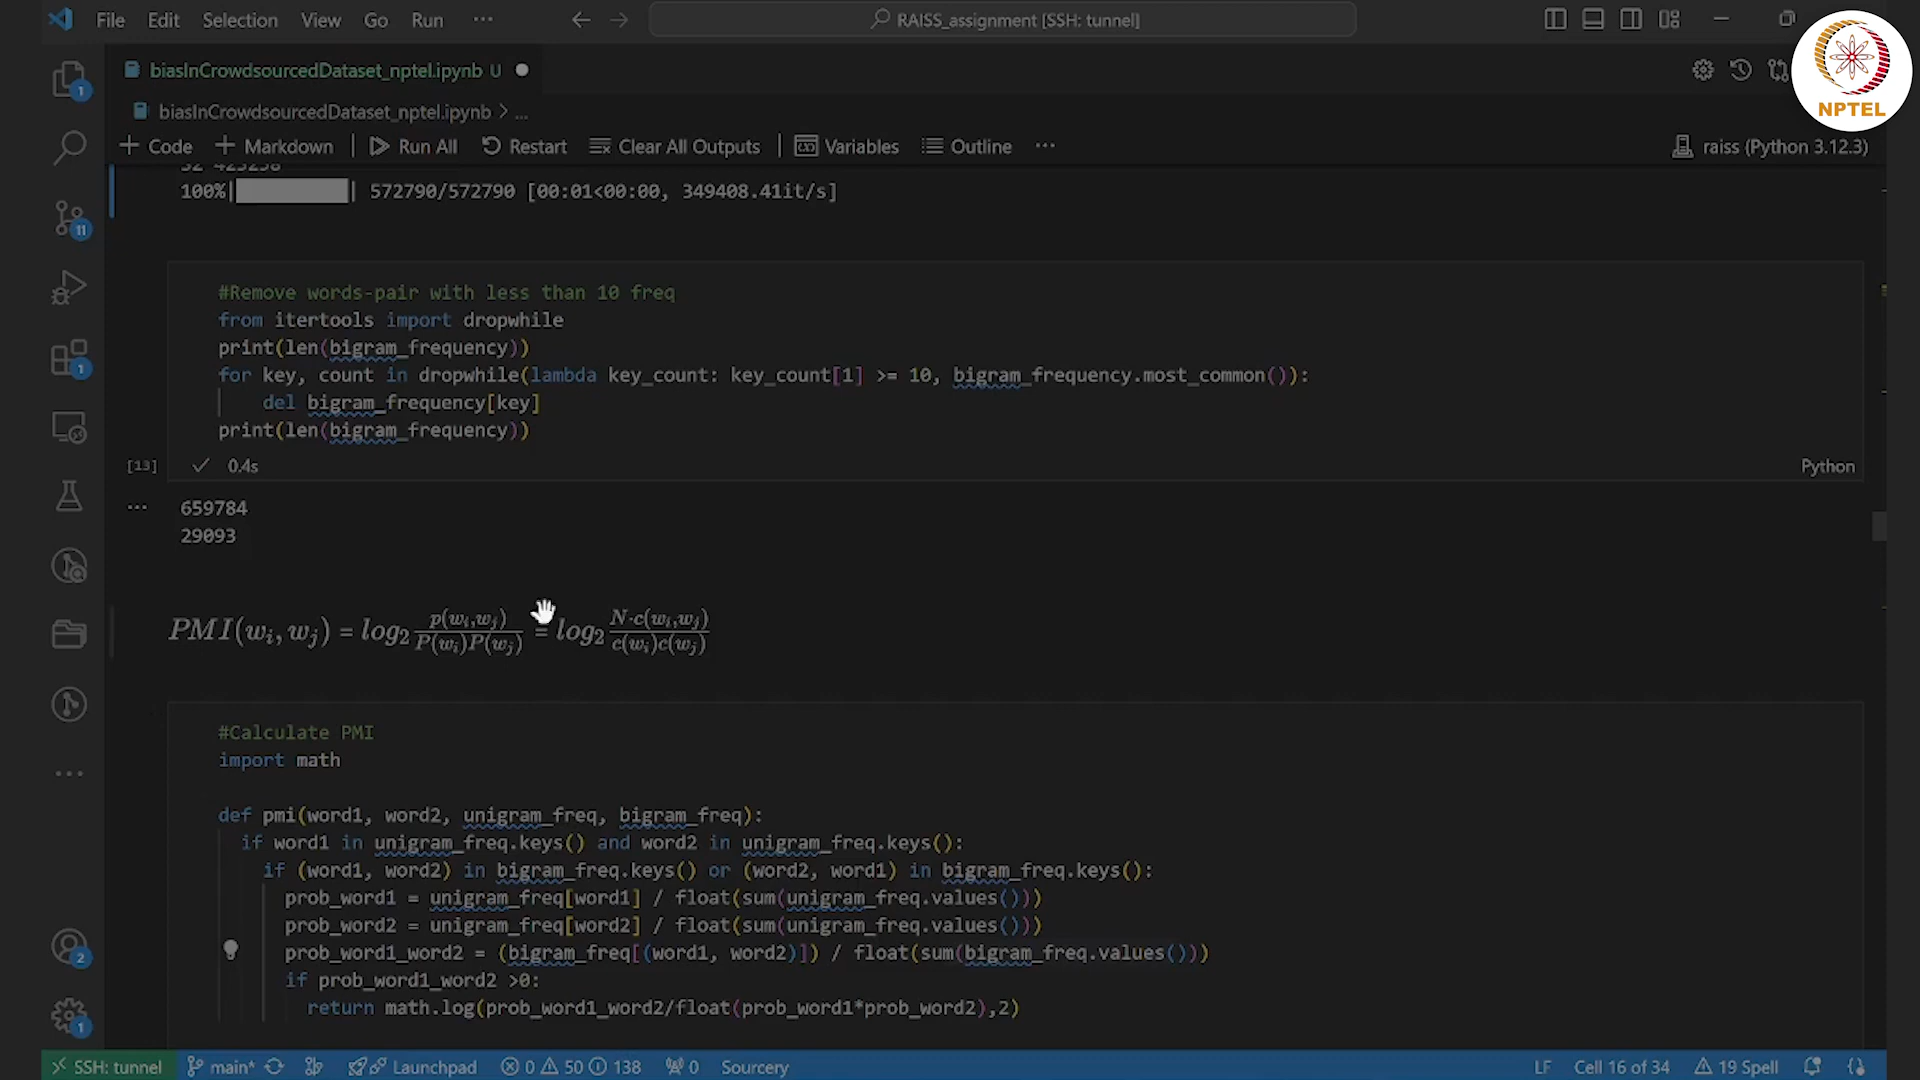 File Edit Selection View Go Run ··· RAISS_assignment [SSH: tunnel]
NPTEL
biasInCrowdsourcedDataset_nptel.ipynb U
biasInCrowdsourcedDataset_nptel.ipynb > ...
+ Code + Markdown | Run All Restart Clear All Outputs | Variables Outline ··· raiss (Python 3.12.3)
52 425258
100%| | 572790/572790 [00:01<00:00, 349408.41it/s]
#Remove words-pair with less than 10 freq
from itertools import dropwhile
print(len(bigram_frequency))
for key, count in dropwhile(lambda key_count: key_count[1] >= 10, bigram_frequency.most_common()):
del bigram_frequency[key]
print(len(bigram_frequency))
[13] ✓ 0.4s Python
··· 659784
29093
PMI(w_i, w_j) = log_2 p(w_i,w_j)/P(w_i)P(w_j) = log_2 N·c(w_i,w_j)/c(w_i)c(w_j)
#Calculate PMI
import math
def pmi(word1, word2, unigram_freq, bigram_freq):
if word1 in unigram_freq.keys() and word2 in unigram_freq.keys():
if (word1, word2) in bigram_freq.keys() or (word2, word1) in bigram_freq.keys():
prob_word1 = unigram_freq[word1] / float(sum(unigram_freq.values()))
prob_word2 = unigram_freq[word2] / float(sum(unigram_freq.values()))
prob_word1_word2 = (bigram_freq[(word1, word2)]) / float(sum(bigram_freq.values()))
if prob_word1_word2 >0:
return math.log(prob_word1_word2/float(prob_word1*prob_word2),2)
1
11
1
2
1
SSH: tunnel main* Launchpad 0 50 138 0 Sourcery LF Cell 16 of 34 19 Spell